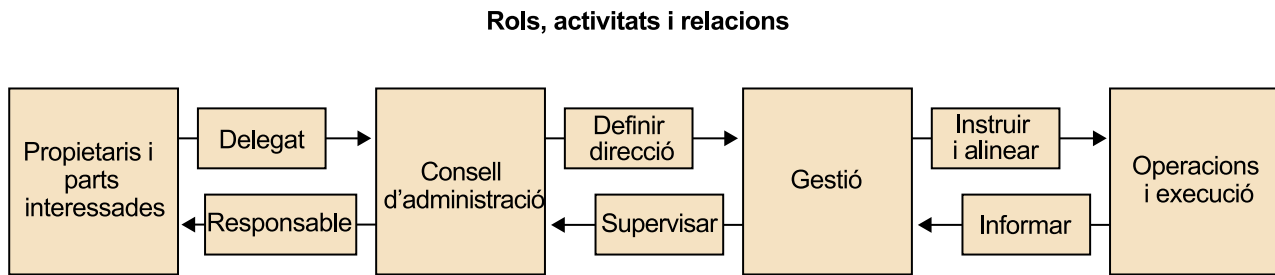 Rols, activitats i relacions
Propietaris i
parts
interessades
Delegat
Responsable
Consell
d'administració
Definir
direcció
Supervisar
Gestió
Instruir
i alinear
Informar
Operacions
i execució